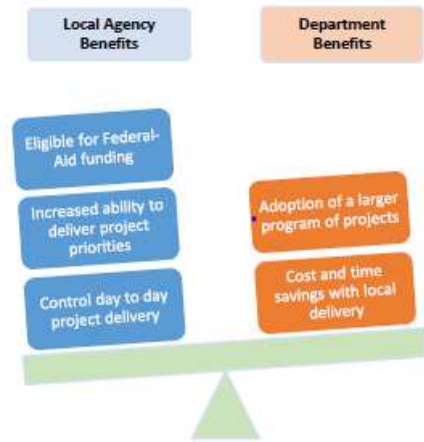 Local Agency
Benefits
Department
Benefits
Eligible for Federal-
Aid funding
Increased ability to
deliver project
priorities
Control day to day
project delivery
Adoption of a larger
program of projects
Cost and time
savings with local
delivery